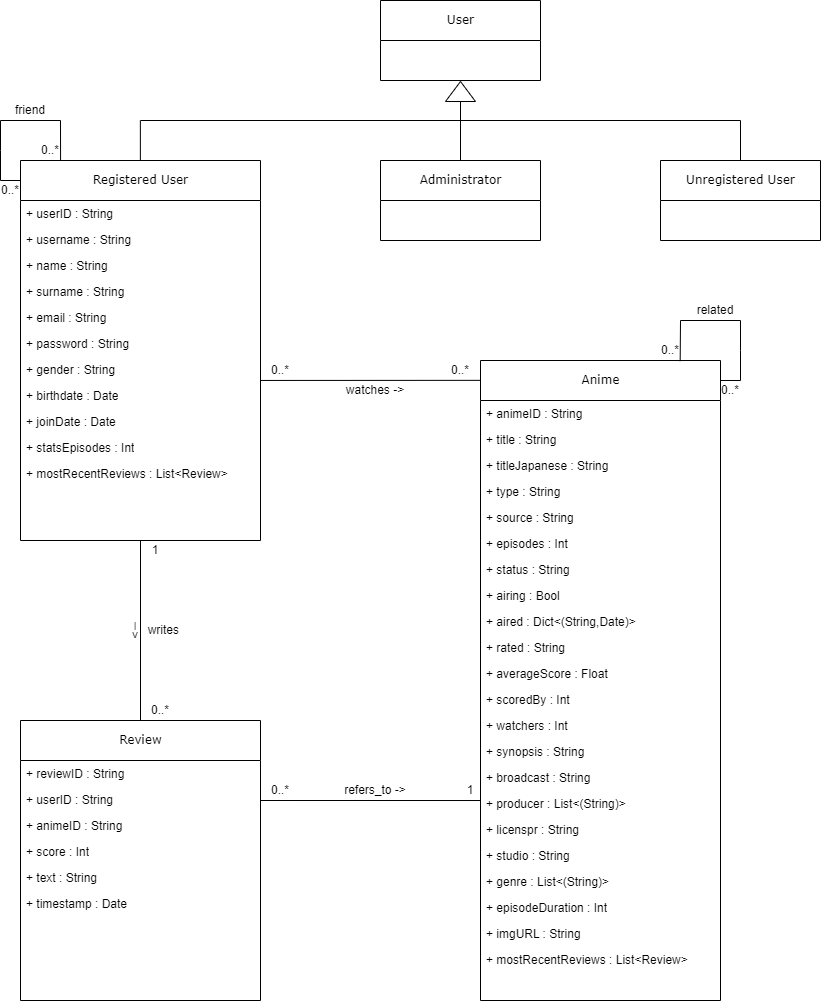 User
friend
0..*
0..*
Registered User
+ userID : String
+ username : String
+ name : String
+ surname : String
+ email : String
+ password : String
+ gender : String
+ birthdate : Date
+ joinDate : Date
+ statsEpisodes : Int
+ mostRecentReviews : List<Review>
Administrator
Unregistered User
0..*
0..*
watches ->
related
0..*
0..*
Anime
+ animeID : String
+ title : String
+ titleJapanese : String
+ type : String
+ source : String
+ episodes : Int
+ status : String
+ airing : Bool
+ aired : Dict<(String,Date)>
+ rated : String
+ averageScore : Float
+ scoredBy : Int
+ watchers : Int
+ synopsis : String
+ broadcast : String
+ producer : List<(String)>
+ licenspr : String
+ studio : String
+ genre : List<(String)>
+ episodeDuration : Int
+ imgURL : String
+ mostRecentReviews : List<Review>
1
|
v
writes
0..*
Review
+ reviewID : String
+ userID : String
+ animeID : String
+ score : Int
+ text : String
+ timestamp : Date
0..*
refers_to ->
1